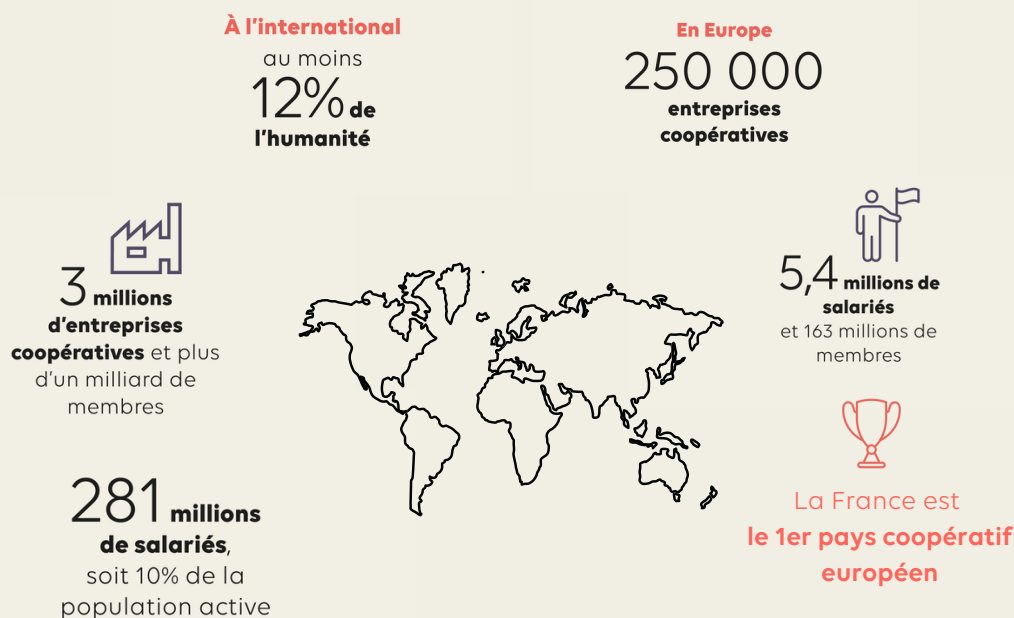 À l'international
au moins
12% de
l'humanité
3 millions
d'entreprises
coopératives et plus
d'un milliard de
membres
281 millions
de salariés,
soit 10% de la
population active
En Europe
250 000
entreprises
coopératives
5,4 millions de
salariés
et 163 millions de
membres
La France est
le 1er pays coopératif
européen